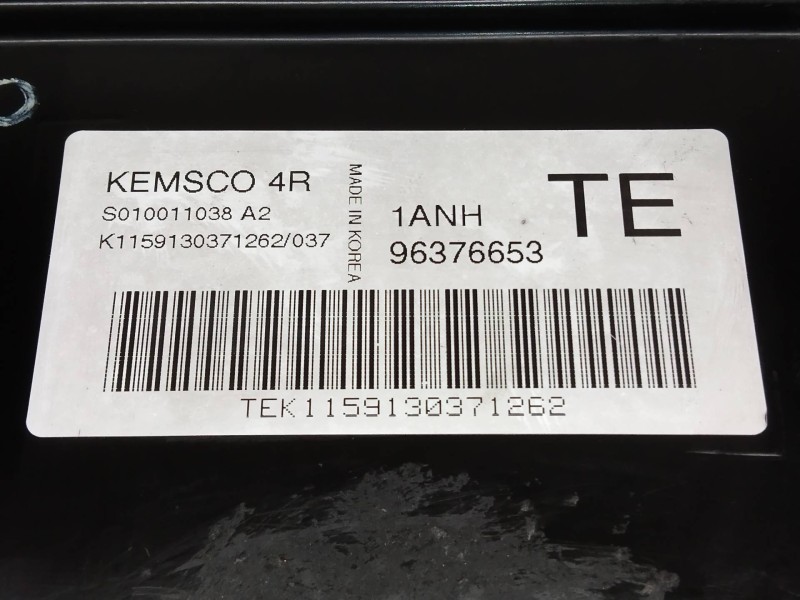 KEMSCO 4R
S010011038 A2
K1159130371262/037
MADE IN KOREA
1ANH
96376653
TE
TEK1159130371262